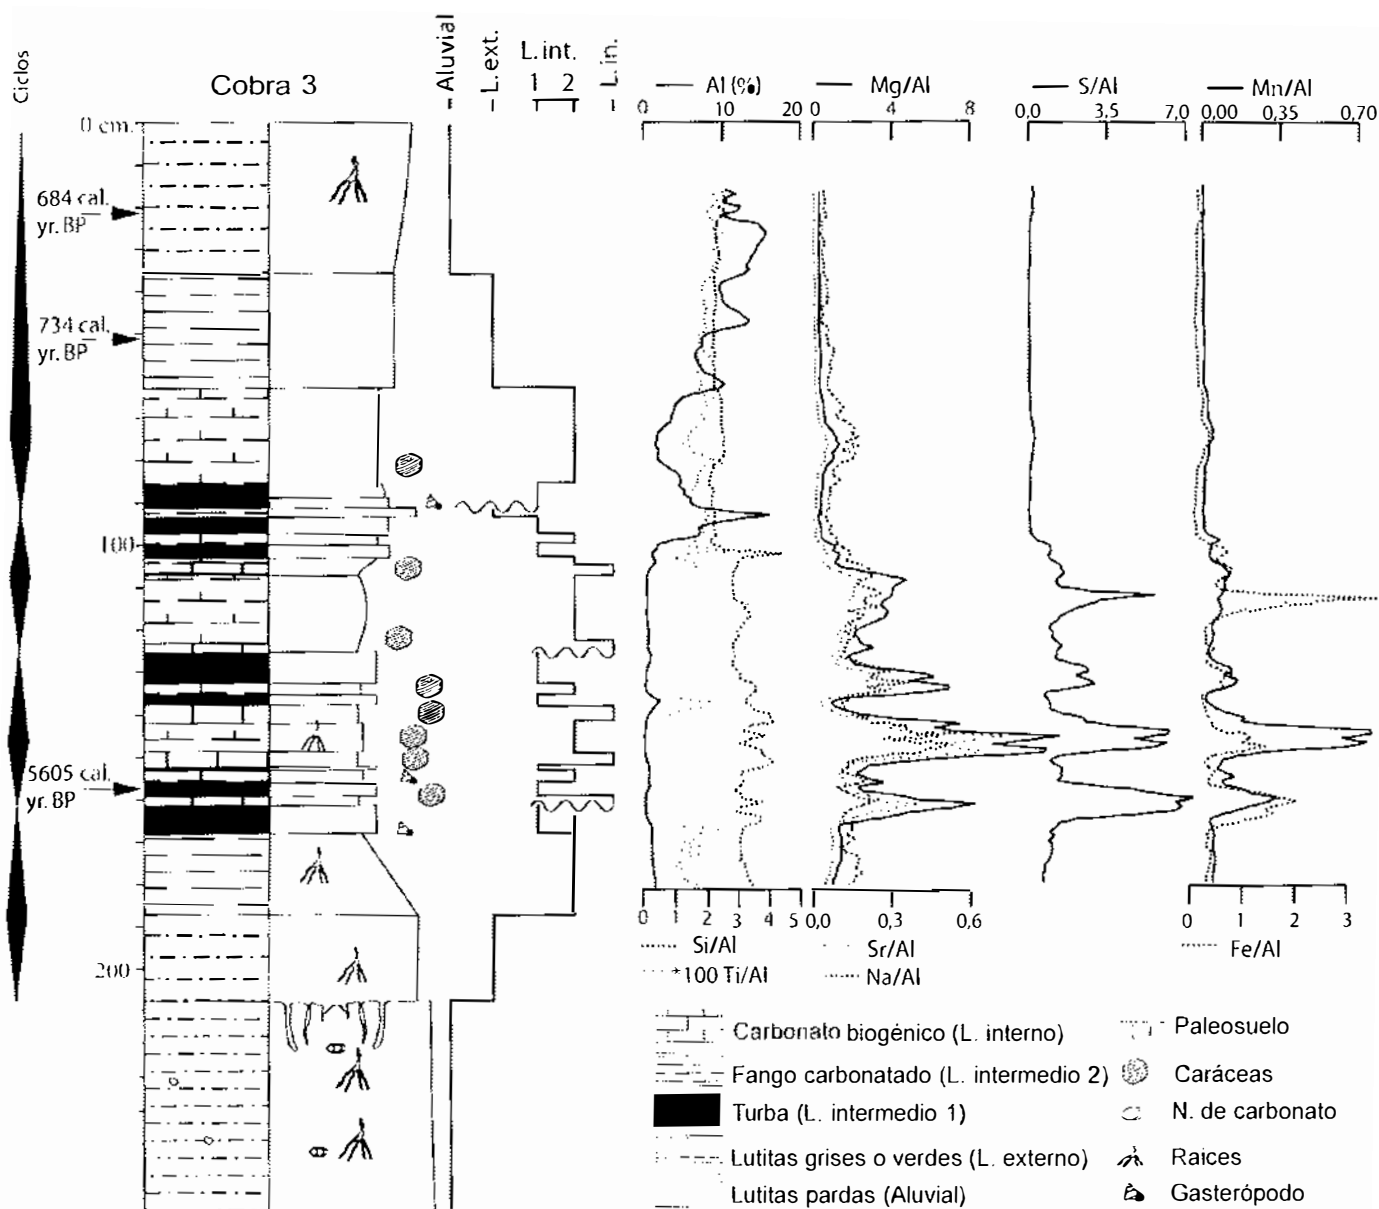 Ciclos
Cobra 3
Aluvial
L.ext.
L.int.
1 2
L.in.
Al (%)
0 10 20
Mg/Al
0 4 8
S/Al
0,0 3,5 7,0
Mn/Al
0,00 0,35 0,70
0 cm.
684 cal.
yr. BP
734 cal.
yr. BP
100
5605 cal.
yr. BP
200
0 1 2 3 4 5
Si/Al
*100 Ti/Al
0,0 0,3 0,6
Sr/Al
Na/Al
0 1 2 3
Fe/Al
Carbonato biogénico (L. interno)
Fango carbonatado (L. intermedio 2)
Turba (L. intermedio 1)
Lutitas grises o verdes (L. externo)
Lutitas pardas (Aluvial)
Paleosuelo
Caráceas
N. de carbonato
Raices
Gasterópodo